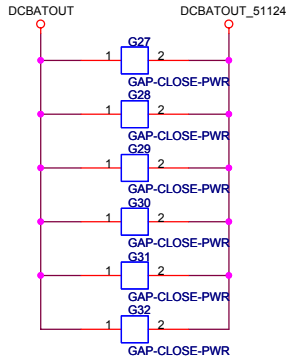 DCBATOUT DCBATOUT_51124
G27
1 2
GAP-CLOSE-PWR
G28
1 2
GAP-CLOSE-PWR
G29
1 2
GAP-CLOSE-PWR
G30
1 2
GAP-CLOSE-PWR
G31
1 2
GAP-CLOSE-PWR
G32
1 2
GAP-CLOSE-PWR